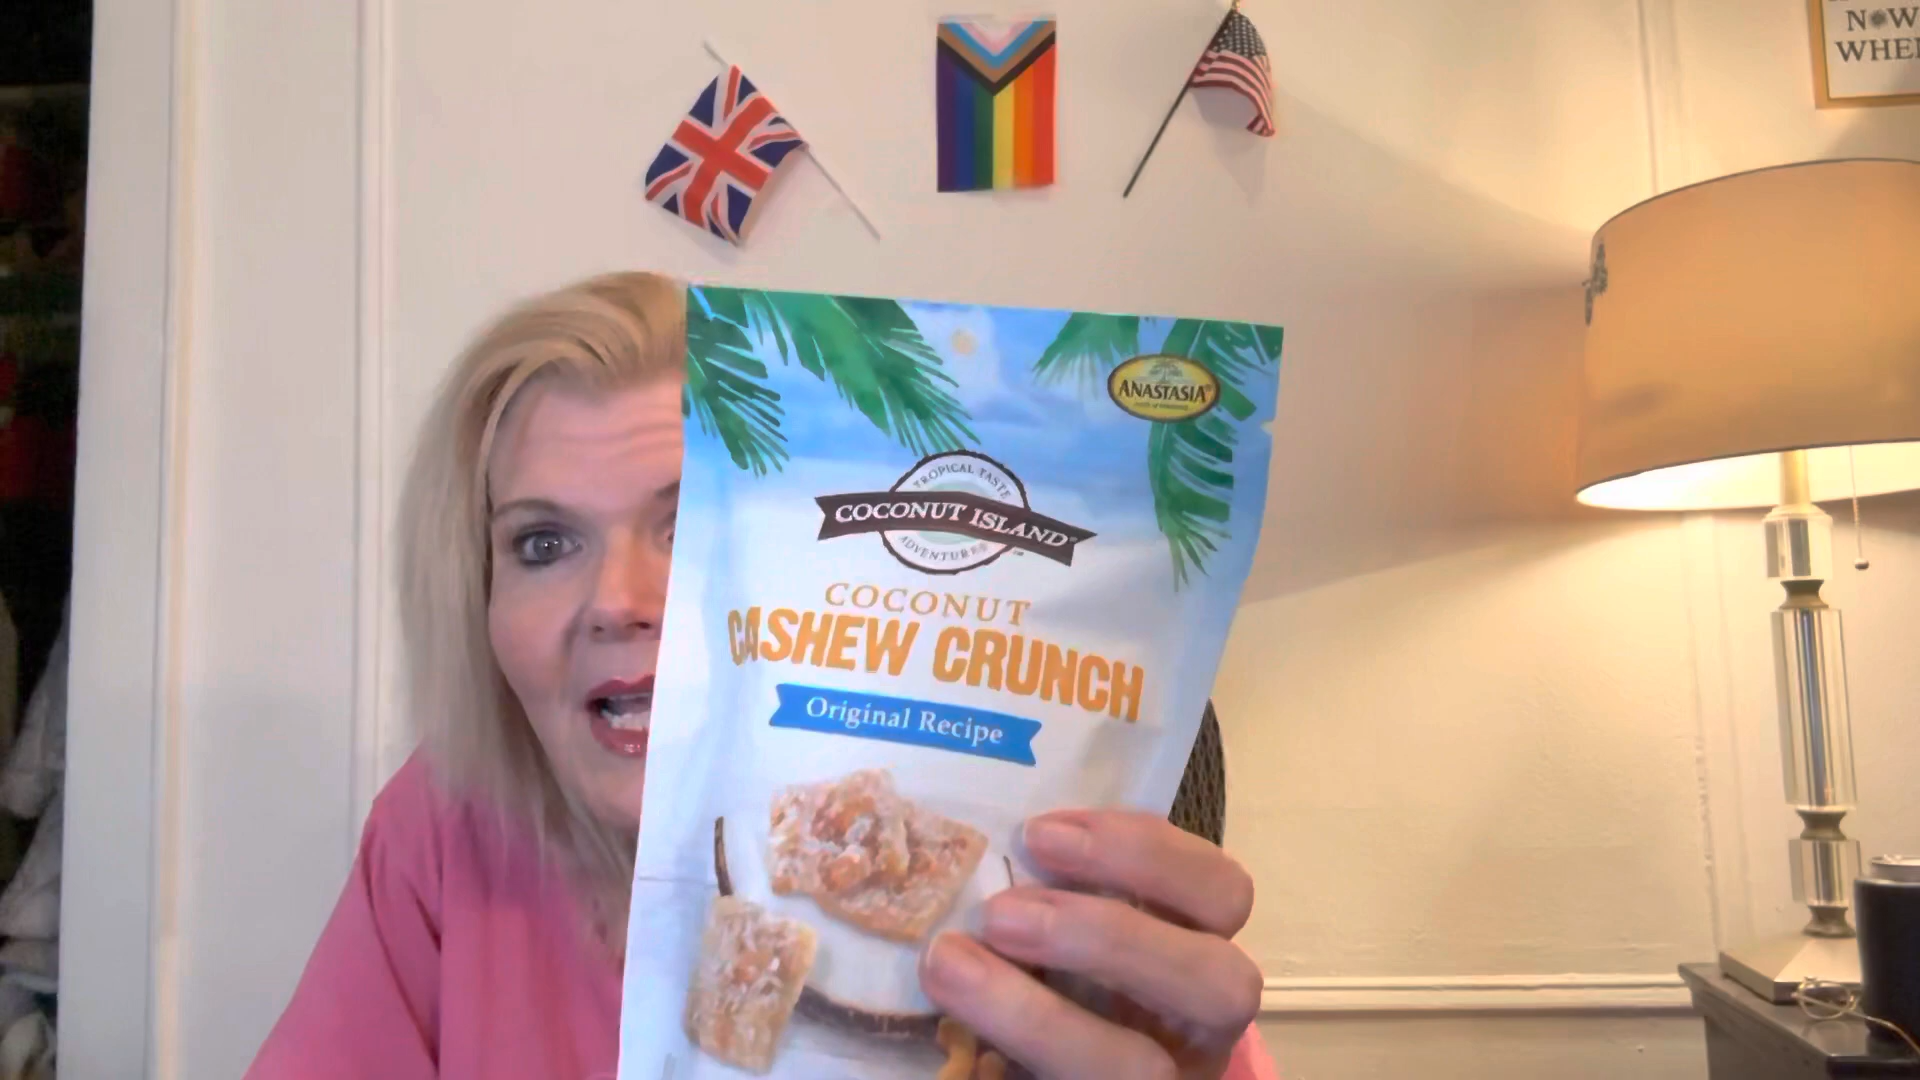 NOW
WHE
ANASTASIA®
TROPICAL TASTE
COCONUT ISLAND®
ADVENTURES
COCONUT
CASHEW CRUNCH
Original Recipe